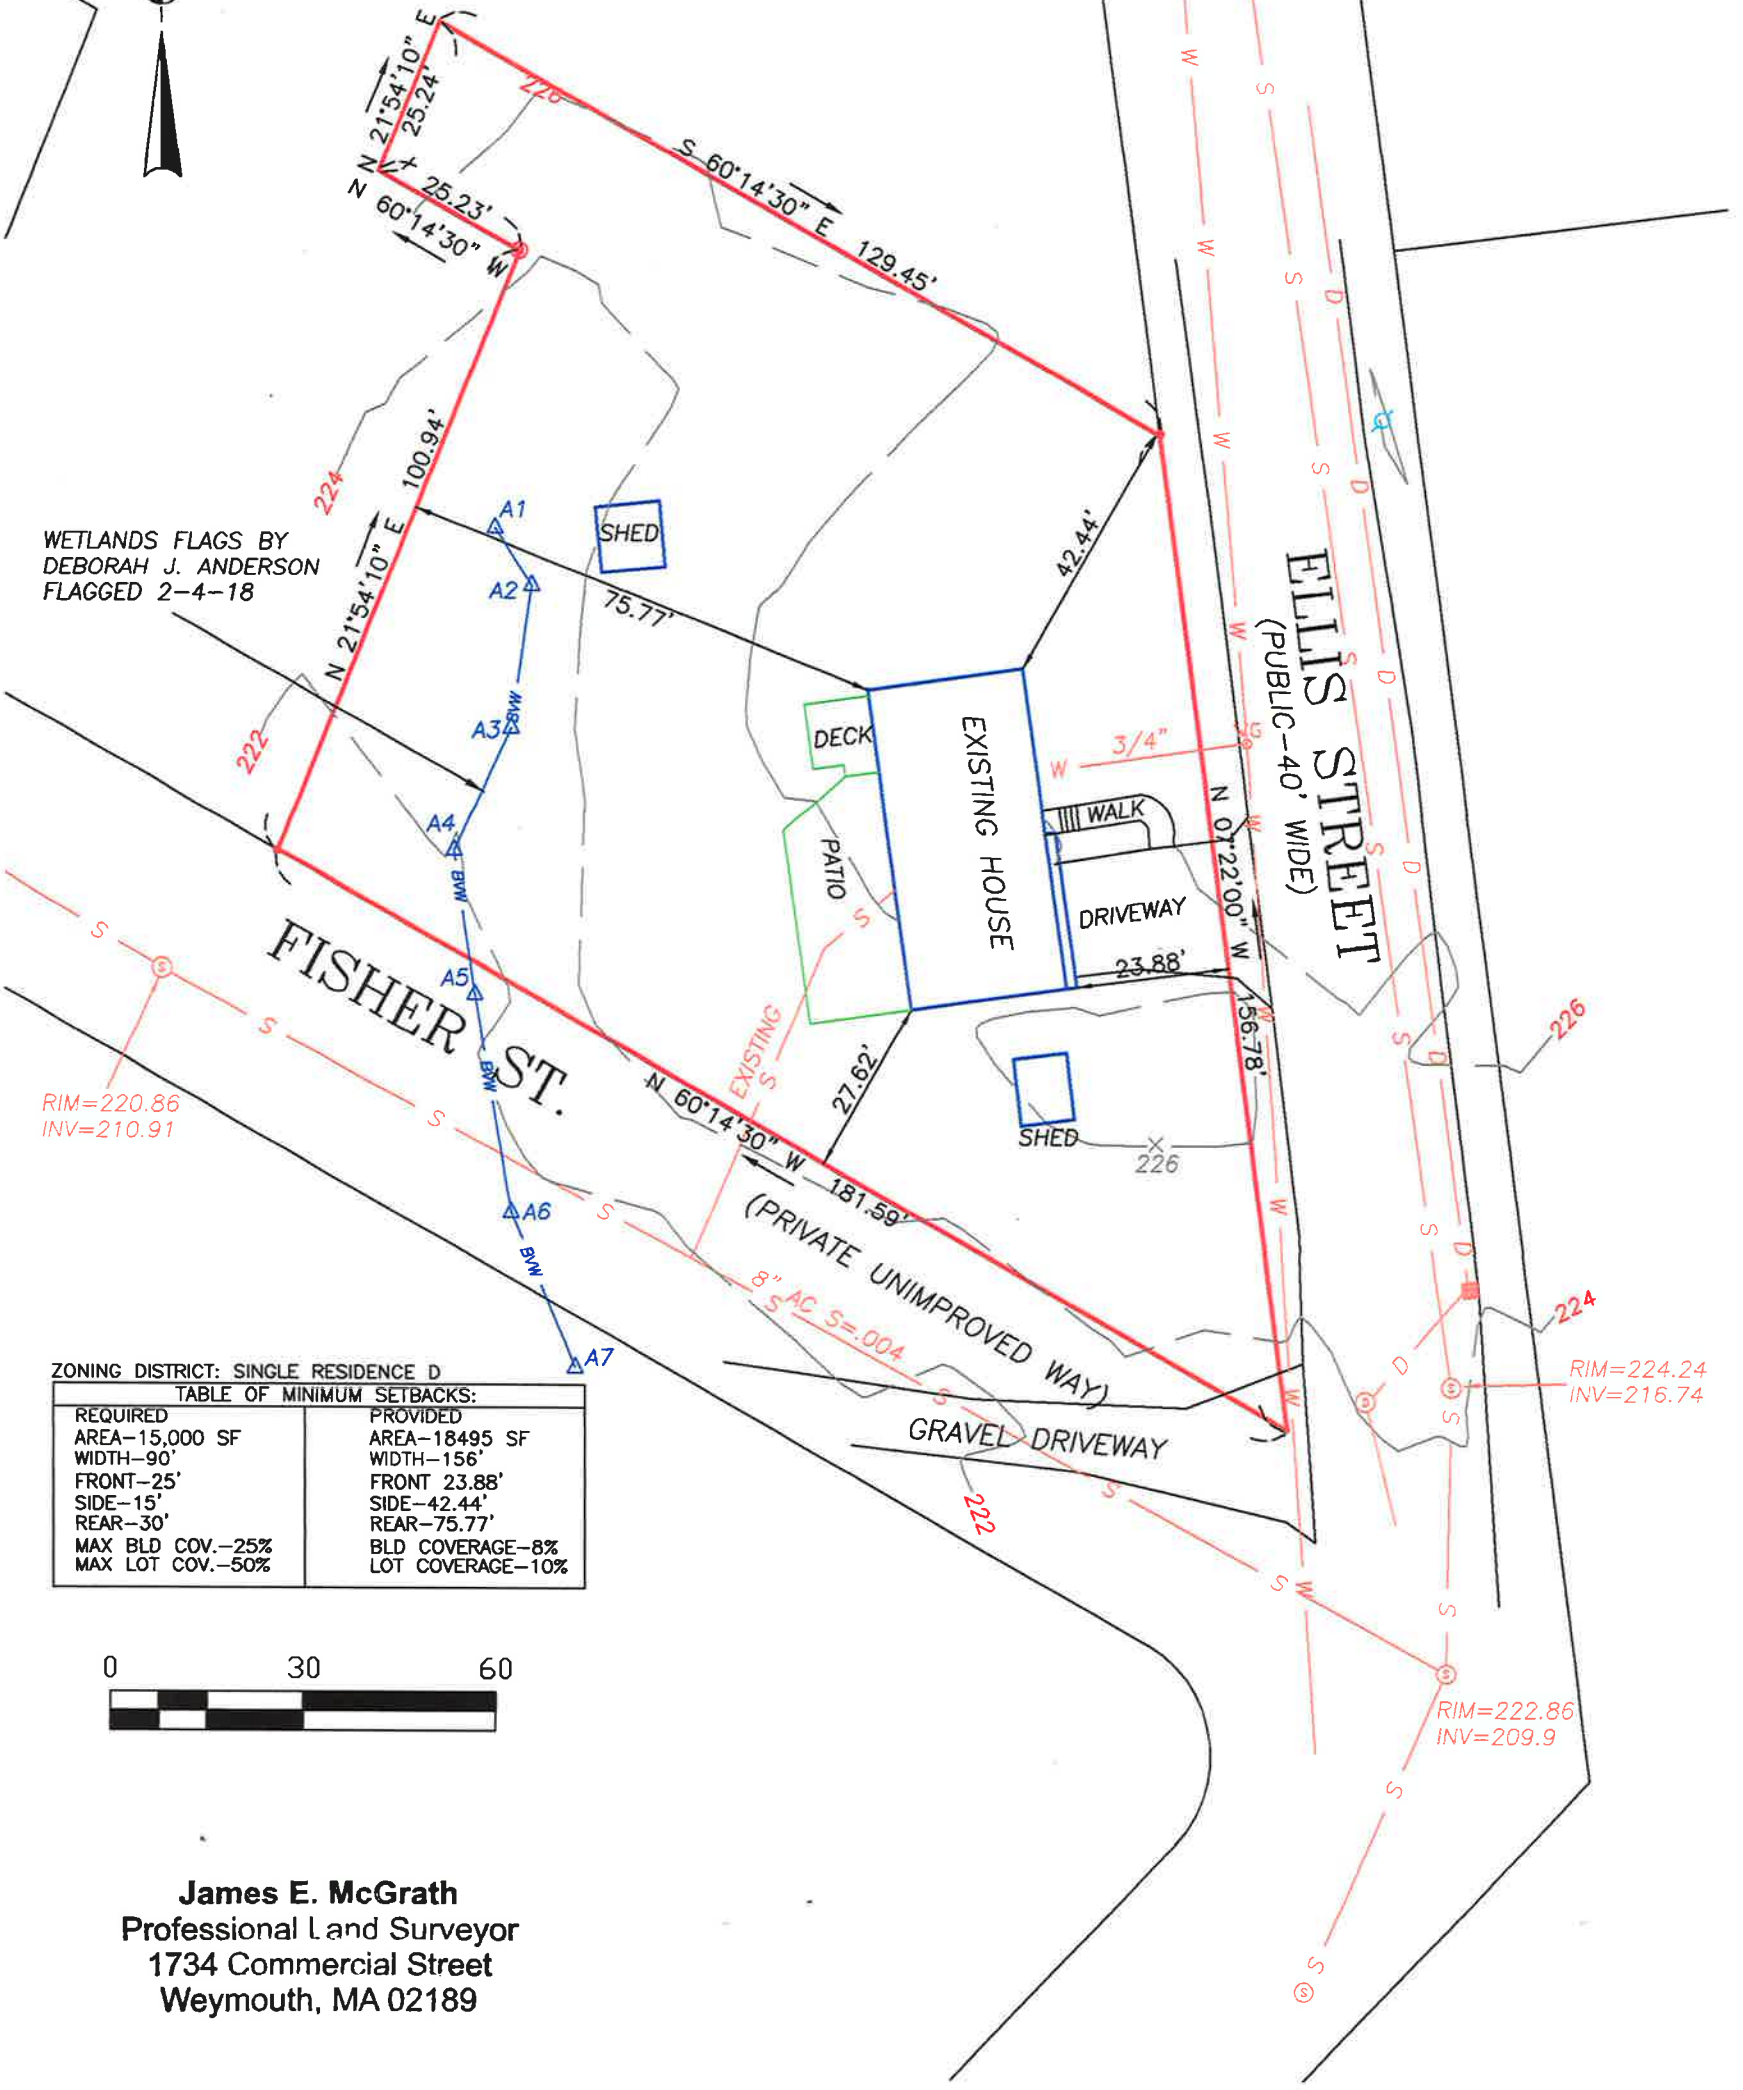 N 21°54'10" E
25.24'
226
S 60°14'30" E 129.45'
25.23'
N 60°14'30" W
N 21°54'10" E 100.94'
224
WETLANDS FLAGS BY
DEBORAH J. ANDERSON
FLAGGED 2-4-18
A1
A2
A3
A4
A5
A6
A7
BVW
BVW
BVW
BVW
SHED
75.77'
42.44'
ELLIS STREET
(PUBLIC-40' WIDE)
222
DECK
EXISTING HOUSE
W 3/4"
G
WALK
PATIO
DRIVEWAY
N 07°22'00" W 156.78'
23.88'
27.62'
EXISTING
S
S
SHED
226
226
FISHER ST.
RIM=220.86
INV=210.91
N 60°14'30" W 181.59'
(PRIVATE UNIMPROVED WAY)
8" AC S=.004
GRAVEL DRIVEWAY
222
224
RIM=224.24
INV=216.74
RIM=222.86
INV=209.9
ZONING DISTRICT: SINGLE RESIDENCE D
TABLE OF MINIMUM SETBACKS:
REQUIRED PROVIDED
AREA-15,000 SF AREA-18495 SF
WIDTH-90' WIDTH-156'
FRONT-25' FRONT 23.88'
SIDE-15' SIDE-42.44'
REAR-30' REAR-75.77'
MAX BLD COV.-25% BLD COVERAGE-8%
MAX LOT COV.-50% LOT COVERAGE-10%
0 30 60
James E. McGrath
Professional Land Surveyor
1734 Commercial Street
Weymouth, MA 02189